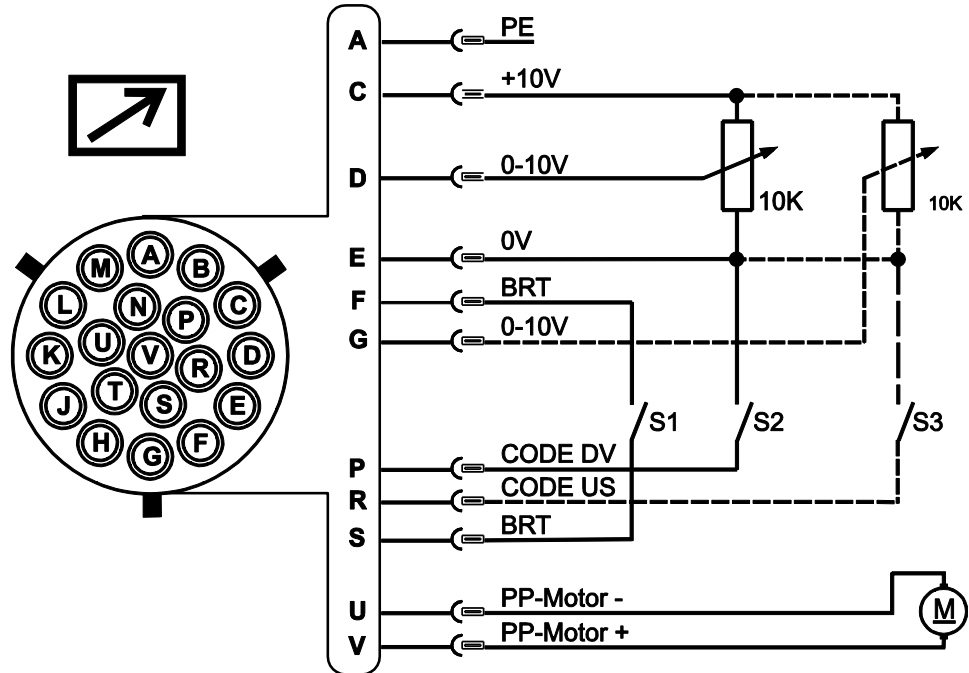 A PE
C +10V
D 0-10V
10K 10K
E 0V
F BRT
G 0-10V
S1 S2 S3
P CODE DV
R CODE US
S BRT
U PP-Motor -
V PP-Motor +
M
A
M B
L N P C
K U V R D
J T S E
H G F